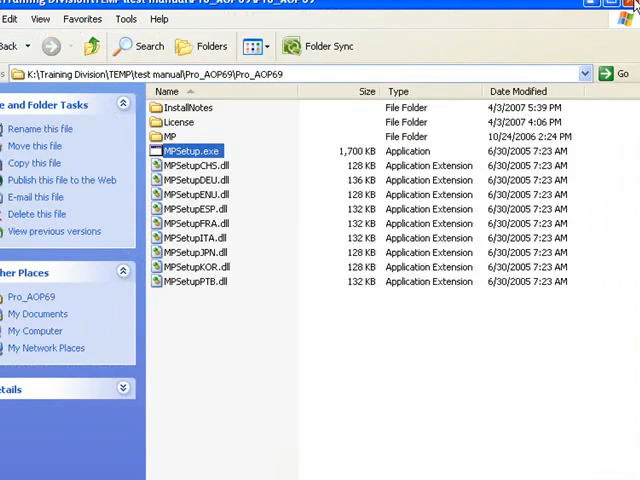 Edit View Favorites Tools
Back Search Folders Folder Sync
K:\Training Division\TEMP\test manual\Pro_AOP69\Pro_AOP69 Go
e and Folder Tasks
Rename this file
Move this file
Copy this file
Publish this file to the Web
E-mail this file
Delete this file
View previous versions
ther Places
Pro_AOP69
My Documents
My Computer
My Network Places
etails
Name Size Type Date Modified
InstallNotes File Folder 4/3/2007 5:39 PM
License File Folder 4/3/2007 4:06 PM
MP File Folder 10/24/2006 2:24 PM
MPSetup.exe 1,700 KB Application 6/30/2005 7:23 AM
MPSetupCHS.dll 128 KB Application Extension 6/30/2005 7:23 AM
MPSetupDEU.dll 136 KB Application Extension 6/30/2005 7:23 AM
MPSetupENU.dll 128 KB Application Extension 6/30/2005 7:23 AM
MPSetupESP.dll 132 KB Application Extension 6/30/2005 7:23 AM
MPSetupFRA.dll 132 KB Application Extension 6/30/2005 7:23 AM
MPSetupITA.dll 132 KB Application Extension 6/30/2005 7:23 AM
MPSetupJPN.dll 128 KB Application Extension 6/30/2005 7:23 AM
MPSetupKOR.dll 128 KB Application Extension 6/30/2005 7:23 AM
MPSetupPTB.dll 132 KB Application Extension 6/30/2005 7:23 AM